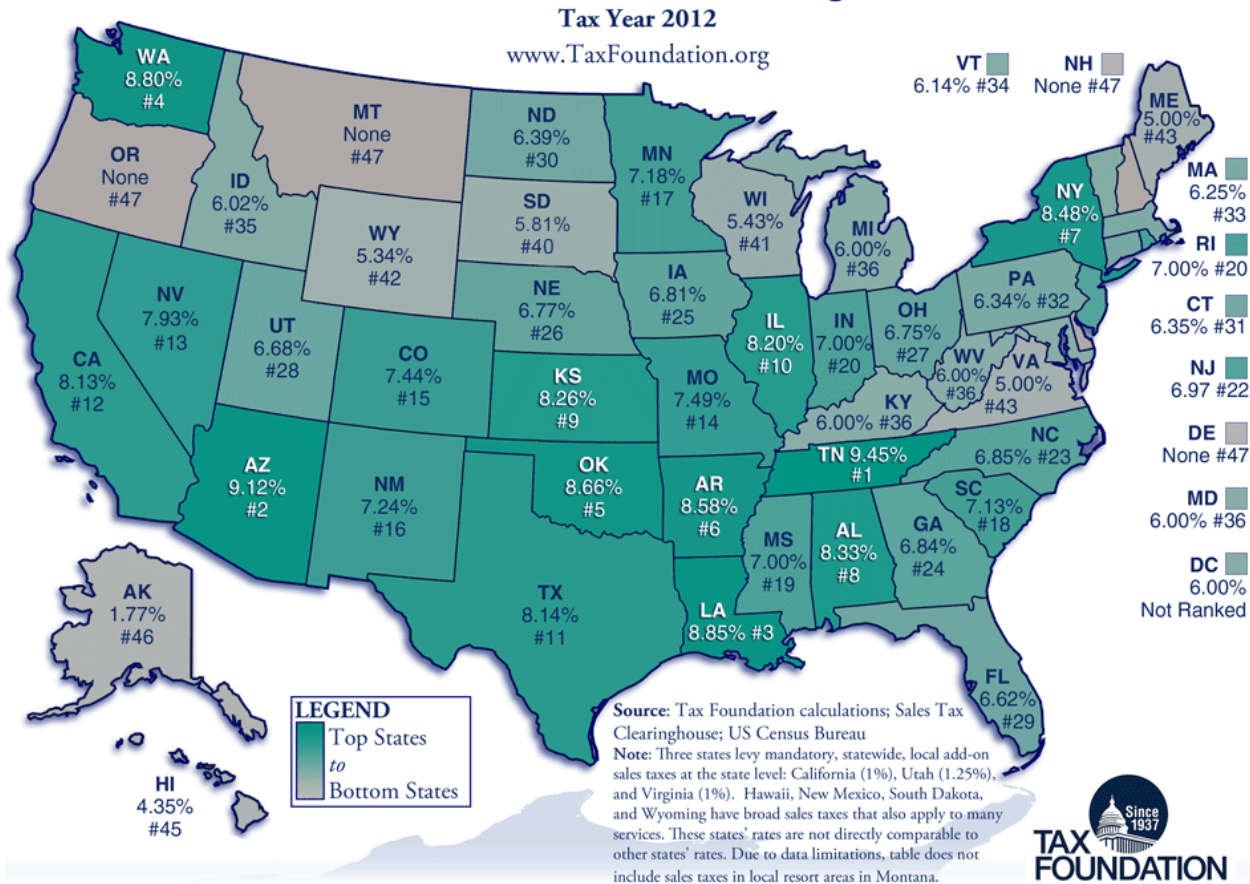 Tax Year 2012
www.TaxFoundation.org
WA
8.80%
#4
MT
None
#47
ND
6.39%
#30
MN
7.18%
#17
VT
6.14% #34
NH
None #47
ME
5.00%
#43
OR
None
#47
ID
6.02%
#35
WY
5.34%
#42
SD
5.81%
#40
WI
5.43%
#41
MI
6.00%
#36
NY
8.48%
#7
MA
6.25%
#33
RI
7.00% #20
CT
6.35% #31
NJ
6.97 #22
DE
None #47
MD
6.00% #36
DC
6.00%
Not Ranked
CA
8.13%
#12
NV
7.93%
#13
UT
6.68%
#28
CO
7.44%
#15
NE
6.77%
#26
KS
8.26%
#9
IA
6.81%
#25
MO
7.49%
#14
IL
8.20%
#10
IN
7.00%
#20
OH
6.75%
#27
PA
6.34% #32
WV
6.00%
#36
VA
5.00%
#43
KY
6.00% #36
AZ
9.12%
#2
NM
7.24%
#16
OK
8.66%
#5
AR
8.58%
#6
TN 9.45%
#1
NC
6.85% #23
SC
7.13%
#18
TX
8.14%
#11
LA
8.85% #3
MS
7.00%
#19
AL
8.33%
#8
GA
6.84%
#24
FL
6.62%
#29
AK
1.77%
#46
HI
4.35%
#45
LEGEND
Top States
to
Bottom States
Source: Tax Foundation calculations; Sales Tax
Clearinghouse; US Census Bureau
Note: Three states levy mandatory, statewide, local add-on
sales taxes at the state level: California (1%), Utah (1.25%),
and Virginia (1%). Hawaii, New Mexico, South Dakota,
and Wyoming have broad sales taxes that also apply to many
services. These states' rates are not directly comparable to
other states' rates. Due to data limitations, table does not
include sales taxes in local resort areas in Montana.
Since
1937
TAX
FOUNDATION